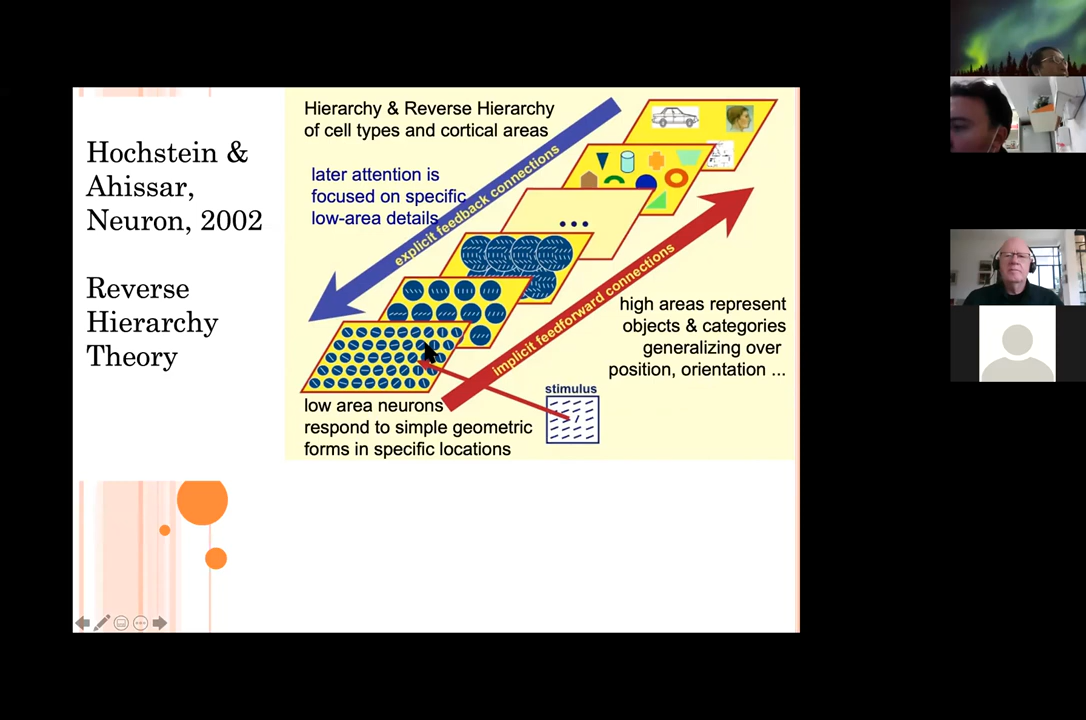 Hochstein &
Ahissar,
Neuron, 2002
Reverse
Hierarchy
Theory
Hierarchy & Reverse Hierarchy
of cell types and cortical areas
later attention is
focused on specific
low-area details
explicit feedback connections
...
implicit feedforward connections
high areas represent
objects & categories
generalizing over
position, orientation ...
stimulus
low area neurons
respond to simple geometric
forms in specific locations